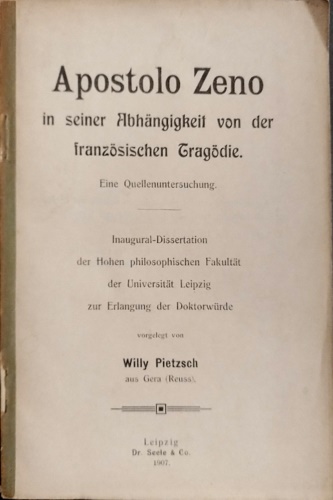 Apostolo Zeno
in seiner Abhängigkeit von der
französischen Tragödie.
Eine Quellenuntersuchung.
Inaugural-Dissertation
der Hohen philosophischen Fakultät
der Universität Leipzig
zur Erlangung der Doktorwürde
vorgelegt von
Willy Pietzsch
aus Gera (Reuss).
Leipzig
Dr. Seele & Co.
1907.